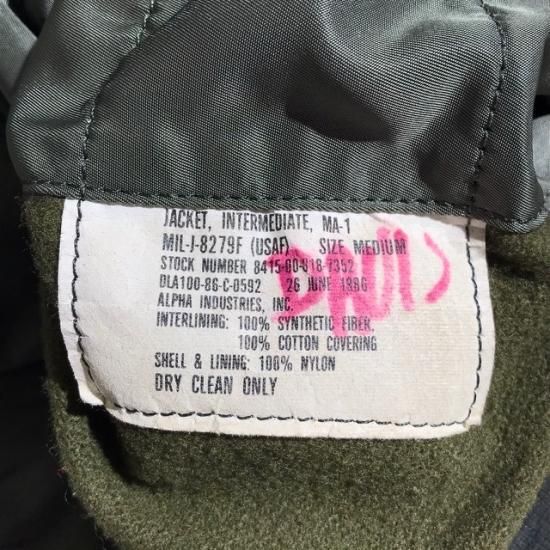 JACKET, INTERMEDIATE, MA-1
MIL-J-8279F (USAF) SIZE MEDIUM
STOCK NUMBER 8415-00-818-7352
DLA100-86-C-0592 26 JUNE 1986
ALPHA INDUSTRIES, INC.
INTERLINING: 100% SYNTHETIC FIBER.
100% COTTON COVERING
SHELL & LINING: 100% NYLON
DRY CLEAN ONLY